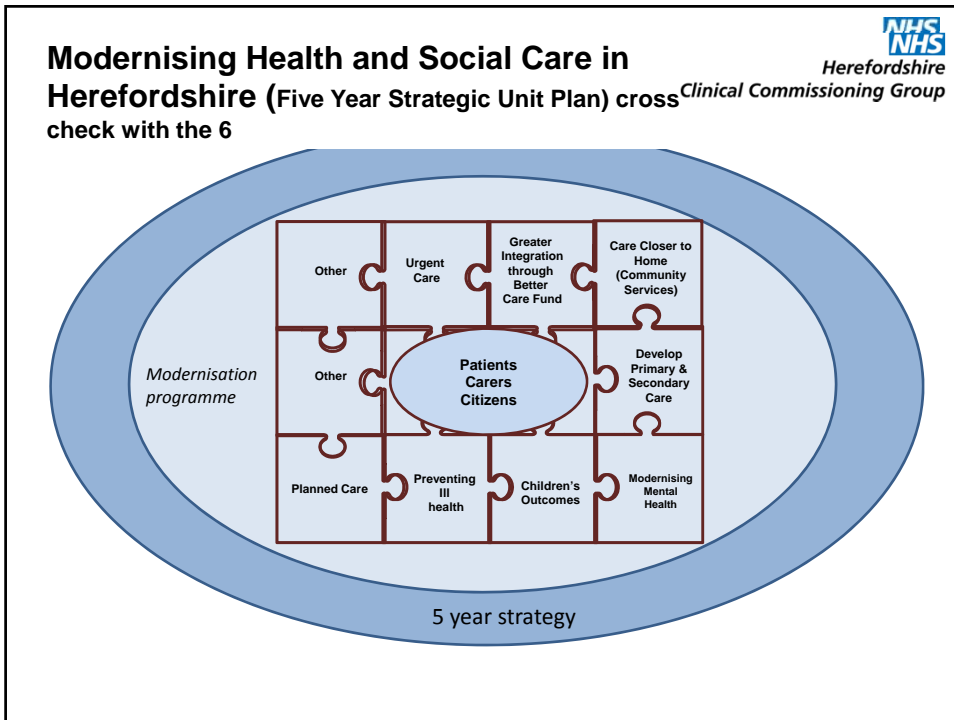 Modernising Health and Social Care in
Herefordshire (Five Year Strategic Unit Plan) cross
check with the 6
NHS
NHS
Herefordshire
Clinical Commissioning Group
Other
Urgent
Care
Greater
Integration
through
Better
Care Fund
Care Closer to
Home
(Community
Services)
Modernisation
programme
Other
Patients
Carers
Citizens
Develop
Primary &
Secondary
Care
Planned Care
Preventing
Ill
health
Children's
Outcomes
Modernising
Mental
Health
5 year strategy